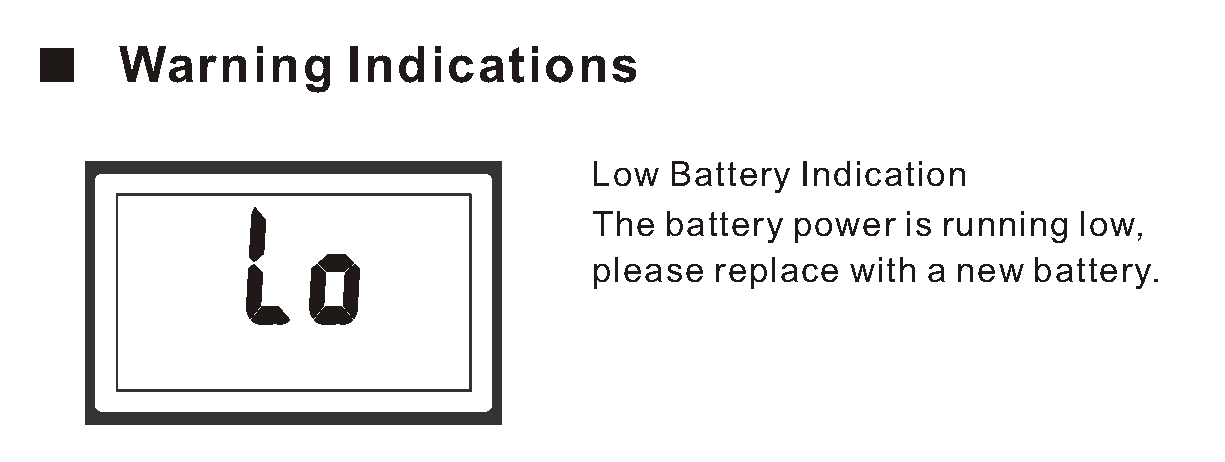 Warning Indications
Lo
Low Battery Indication
The battery power is running low,
please replace with a new battery.